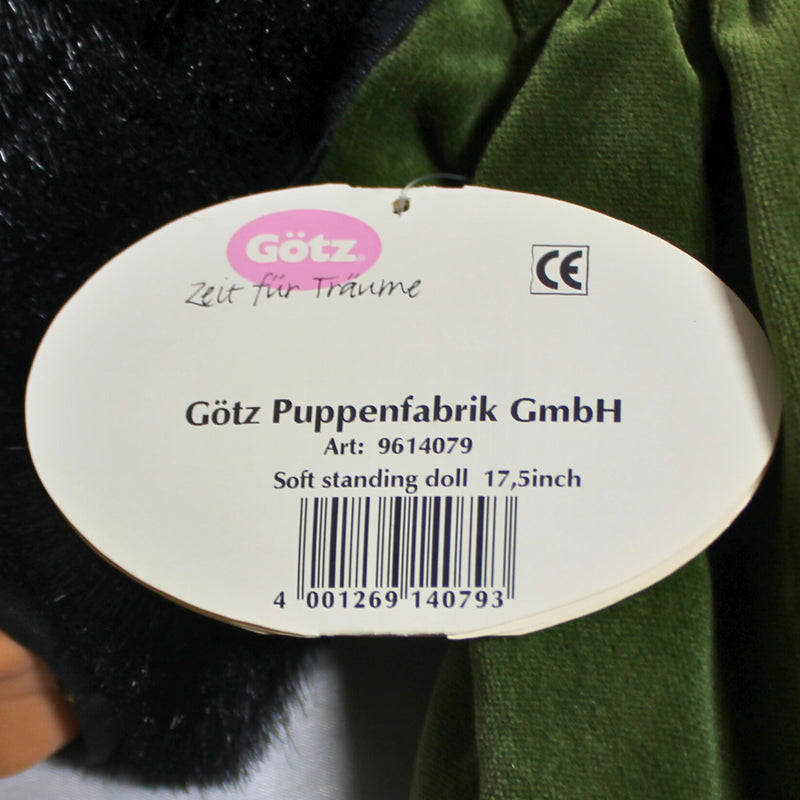 Götz®
Zeit für Träume
CE
Götz Puppenfabrik GmbH
Art: 9614079
Soft standing doll 17,5inch
4 001269 140793